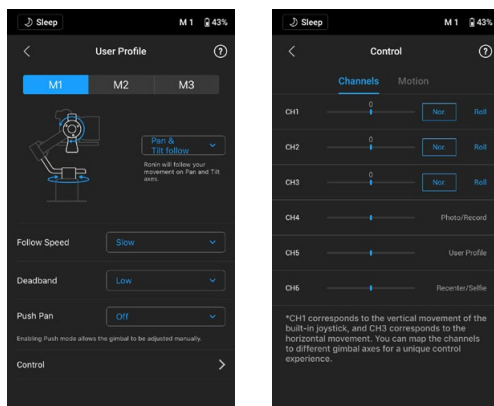 Sleep M 1 43%
User Profile
M1 M2 M3
Pan &
Tilt follow
Ronin will follow your
movement on Pan and Tilt
axes.
Follow Speed Slow
Deadband Low
Push Pan Off
Enabling Push mode allows the gimbal to be adjusted manually.
Control
Sleep M 1 43%
Control
Channels Motion
0
CH1 Nor. Roll
0
CH2 Nor. Roll
0
CH3 Nor. Roll
CH4 Photo/Record
CH5 User Profile
CH6 Recenter/Selfie
*CH1 corresponds to the vertical movement of the
built-in joystick, and CH3 corresponds to the
horizontal movement. You can map the channels
to different gimbal axes for a unique control
experience.